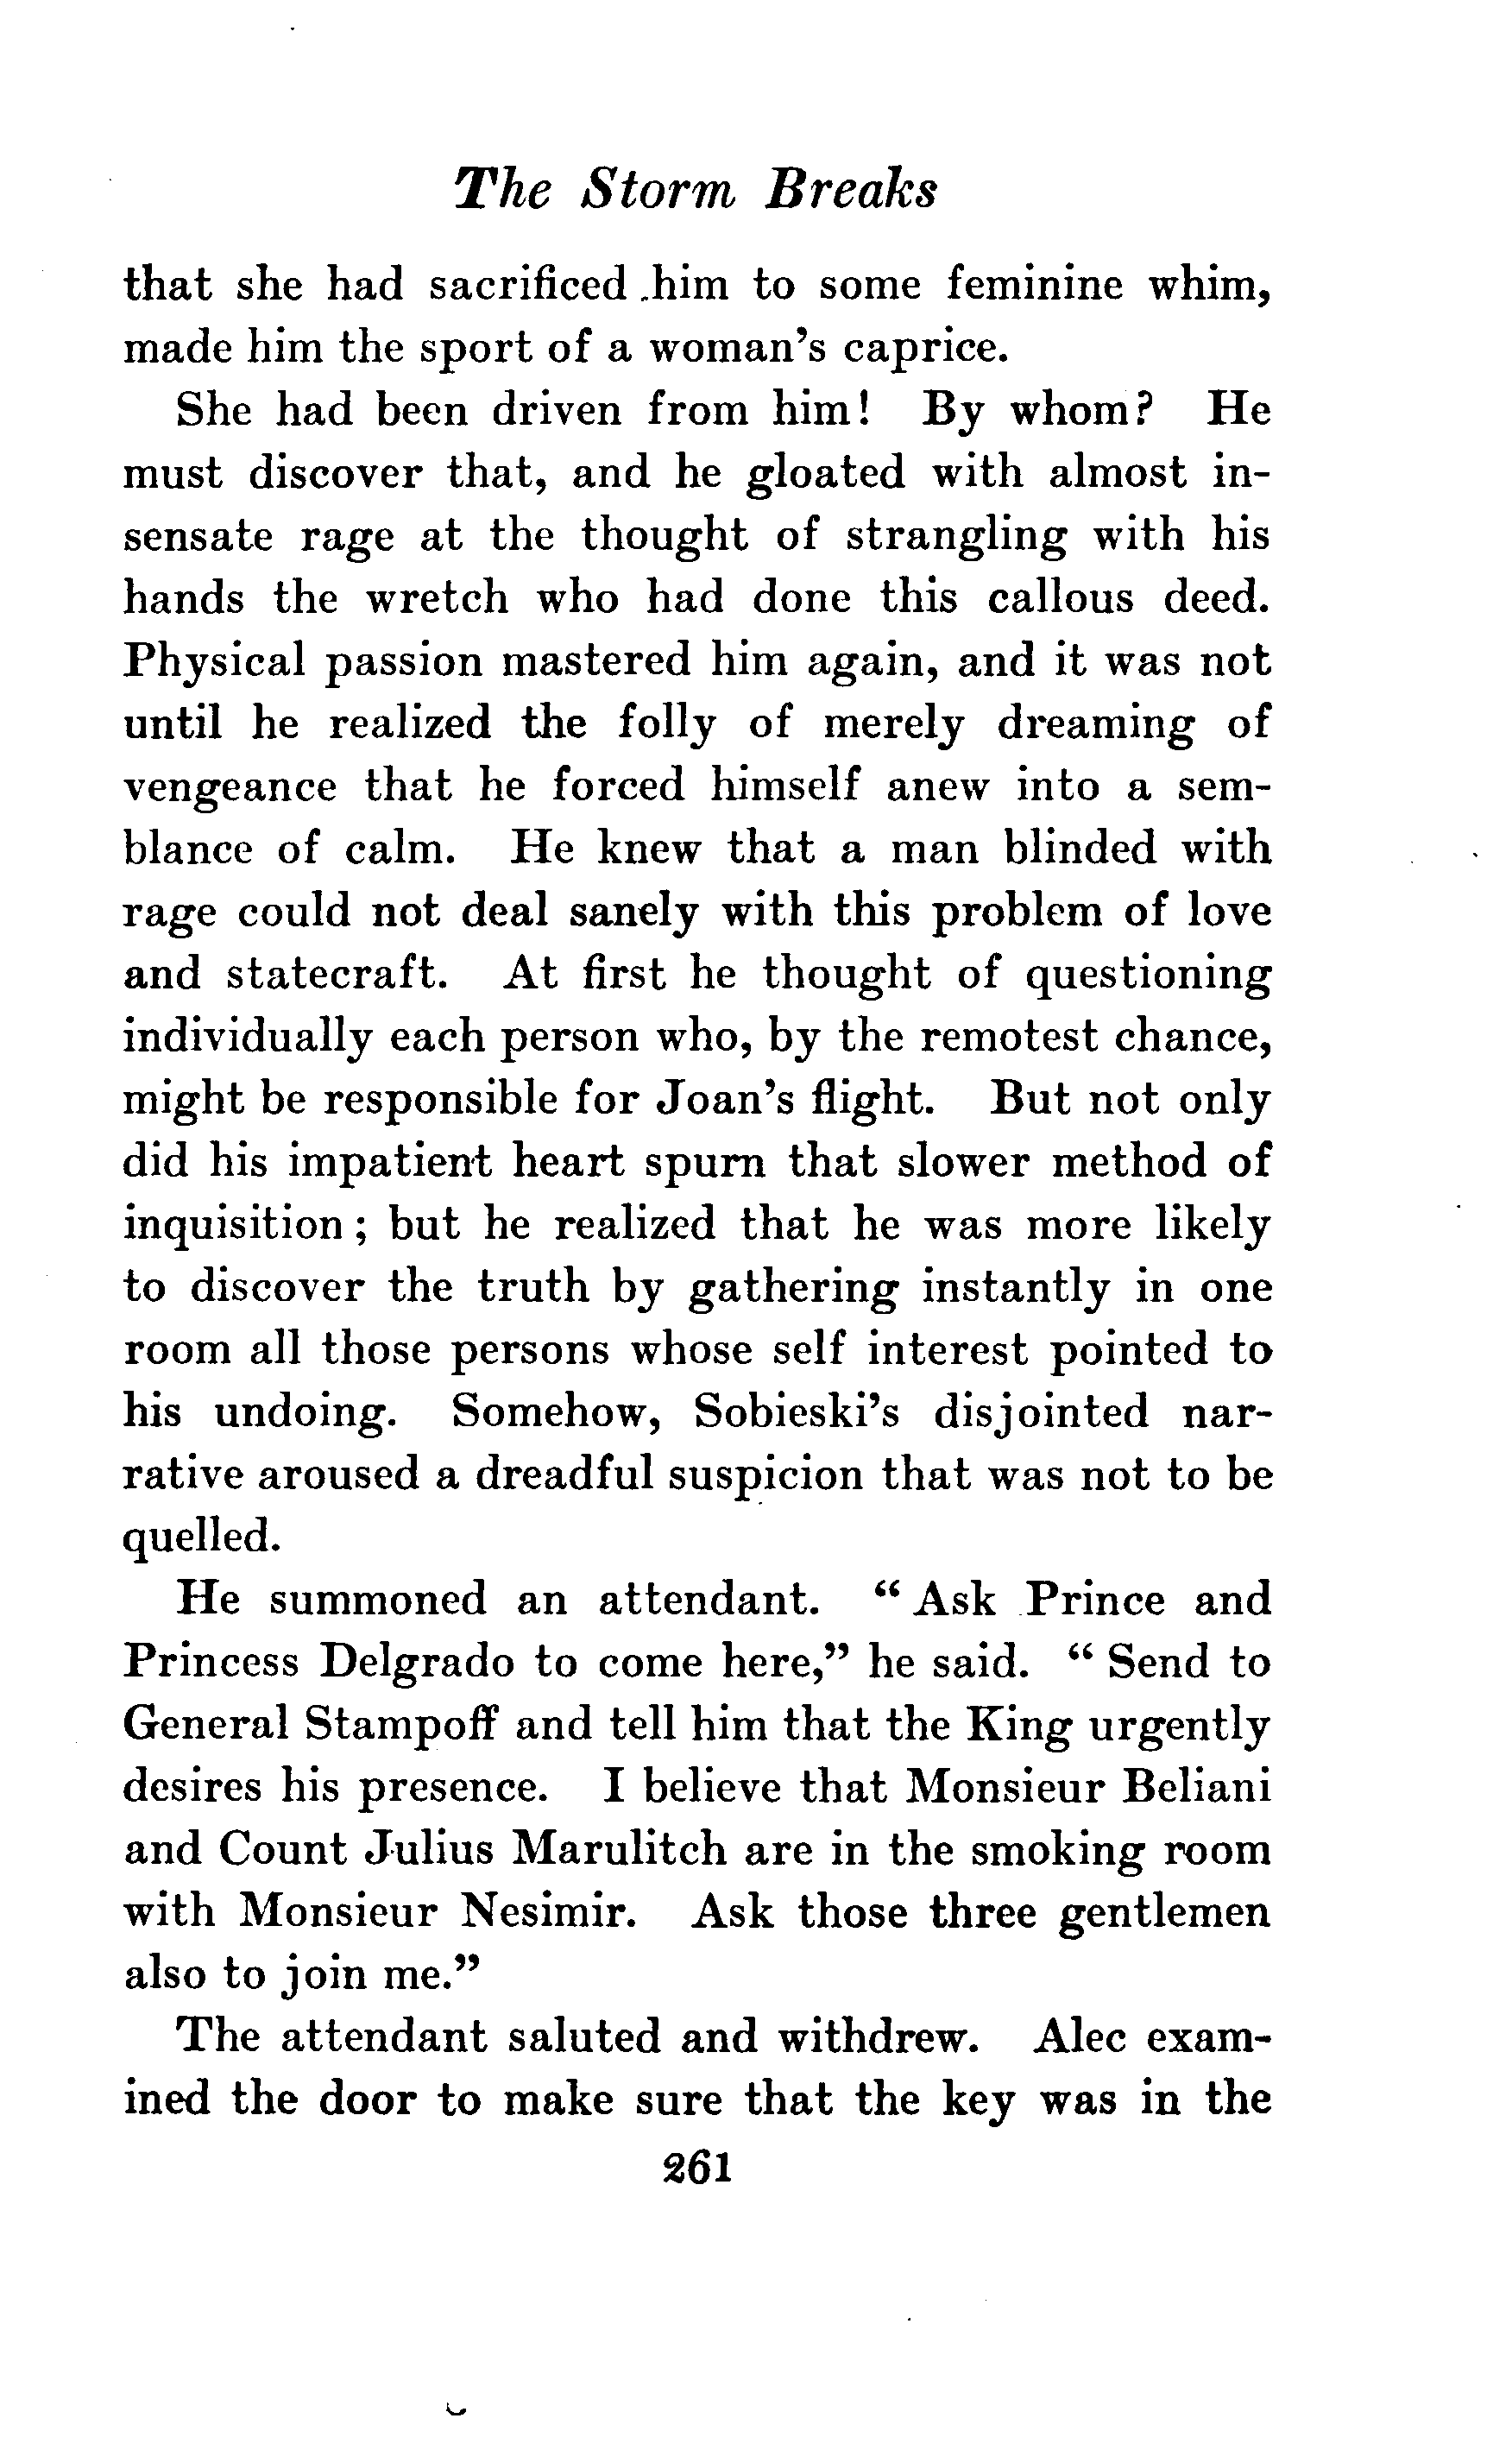 The Storm Breaks
that she had sacrificed him to some feminine whim,
made him the sport of a woman's caprice.
She had been driven from him! By whom? He
must discover that, and he gloated with almost in-
sensate rage at the thought of strangling with his
hands the wretch who had done this callous deed.
Physical passion mastered him again, and it was not
until he realized the folly of merely dreaming of
vengeance that he forced himself anew into a sem-
blance of calm. He knew that a man blinded with
rage could not deal sanely with this problem of love
and statecraft. At first he thought of questioning
individually each person who, by the remotest chance,
might be responsible for Joan's flight. But not only
did his impatient heart spurn that slower method of
inquisition; but he realized that he was more likely
to discover the truth by gathering instantly in one
room all those persons whose self interest pointed to
his undoing. Somehow, Sobieski's disjointed nar-
rative aroused a dreadful suspicion that was not to be
quelled.
He summoned an attendant. "Ask Prince and
Princess Delgrado to come here," he said. "Send to
General Stampoff and tell him that the King urgently
desires his presence. I believe that Monsieur Beliani
and Count Julius Marulitch are in the smoking room
with Monsieur Nesimir. Ask those three gentlemen
also to join me."
The attendant saluted and withdrew. Alec exam-
ined the door to make sure that the key was in the
261